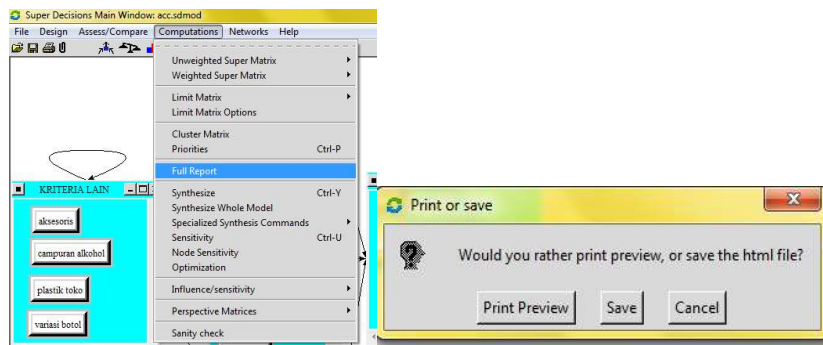 Super Decisions Main Window: acc.sdmod
File Design Assess/Compare Computations Networks Help
Unweighted Super Matrix
Weighted Super Matrix
Limit Matrix
Limit Matrix Options
Cluster Matrix
Priorities Ctrl-P
Full Report
Synthesize Ctrl-Y
Synthesize Whole Model
Specialized Synthesis Commands
Sensitivity Ctrl-U
Node Sensitivity
Optimization
Influence/sensitivity
Perspective Matrices
Sanity check
KRITERIA LAIN
aksesoris
campuran alkohol
plastik toko
variasi botol
Print or save
Would you rather print preview, or save the html file?
Print Preview Save Cancel